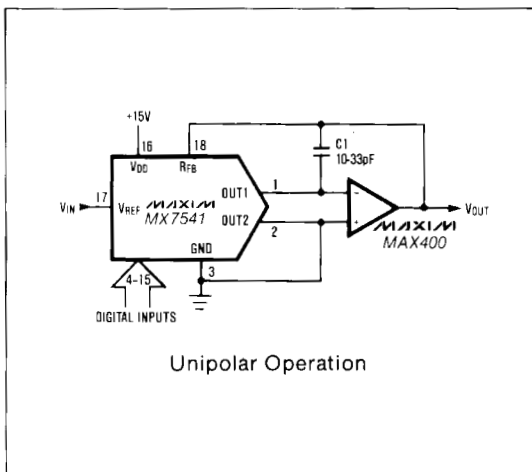 +15V
16
18
VDD
RFB
C1
10-33pF
VIN
17
VREF
MAXIM
MX7541
OUT1
1
OUT2
2
GND
3
4-15
DIGITAL INPUTS
-
+
VOUT
MAXIM
MAX400
Unipolar Operation